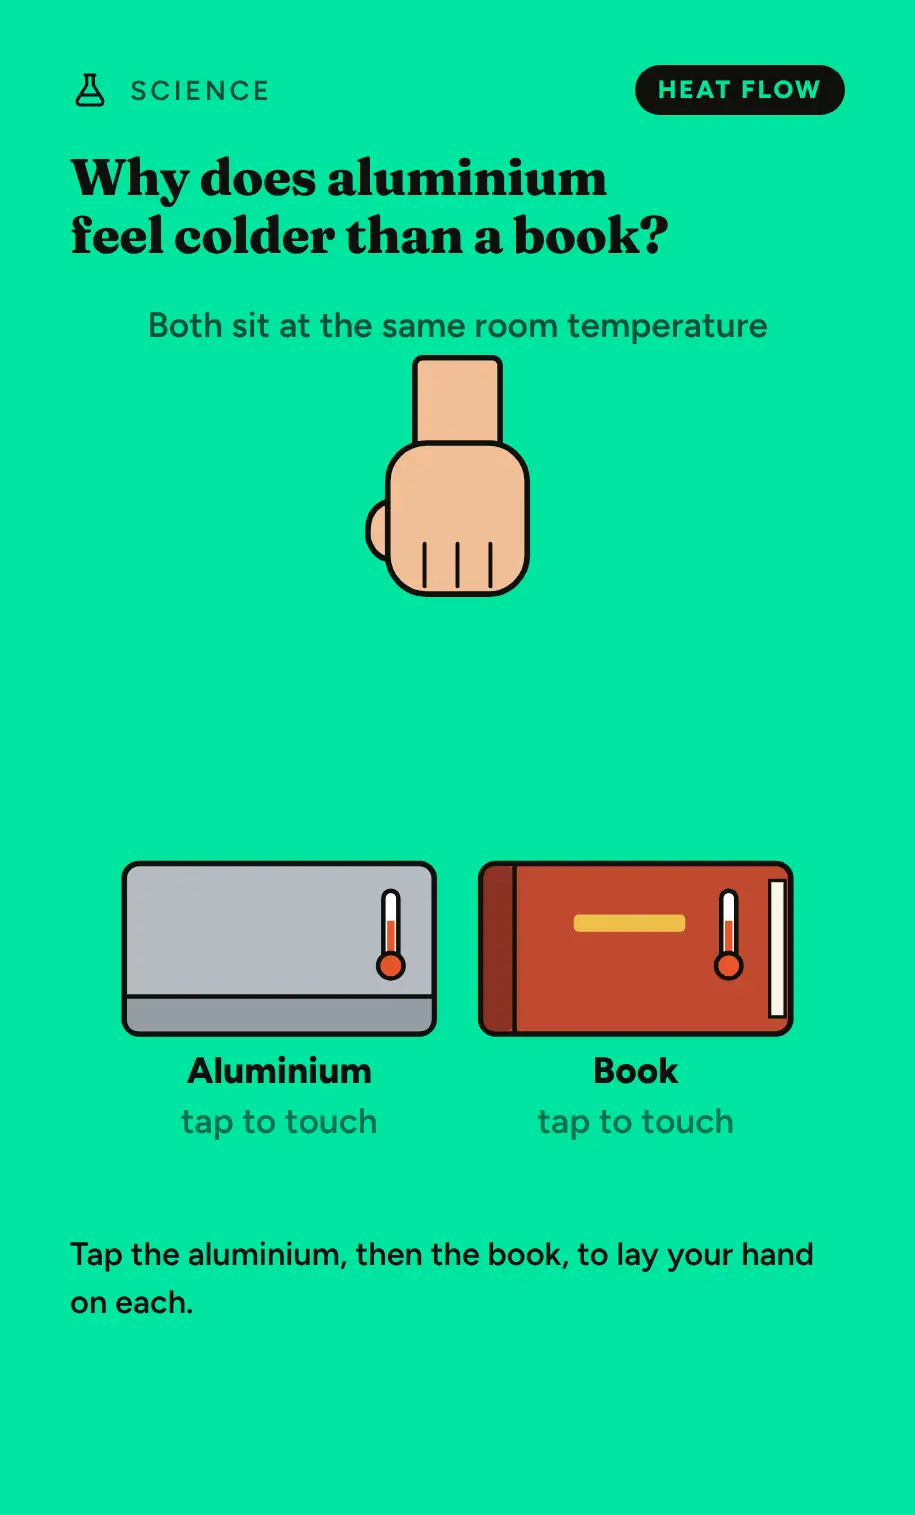 SCIENCE
HEAT FLOW
Why does aluminium
feel colder than a book?
Both sit at the same room temperature
Aluminium
tap to touch
Book
tap to touch
Tap the aluminium, then the book, to lay your hand
on each.